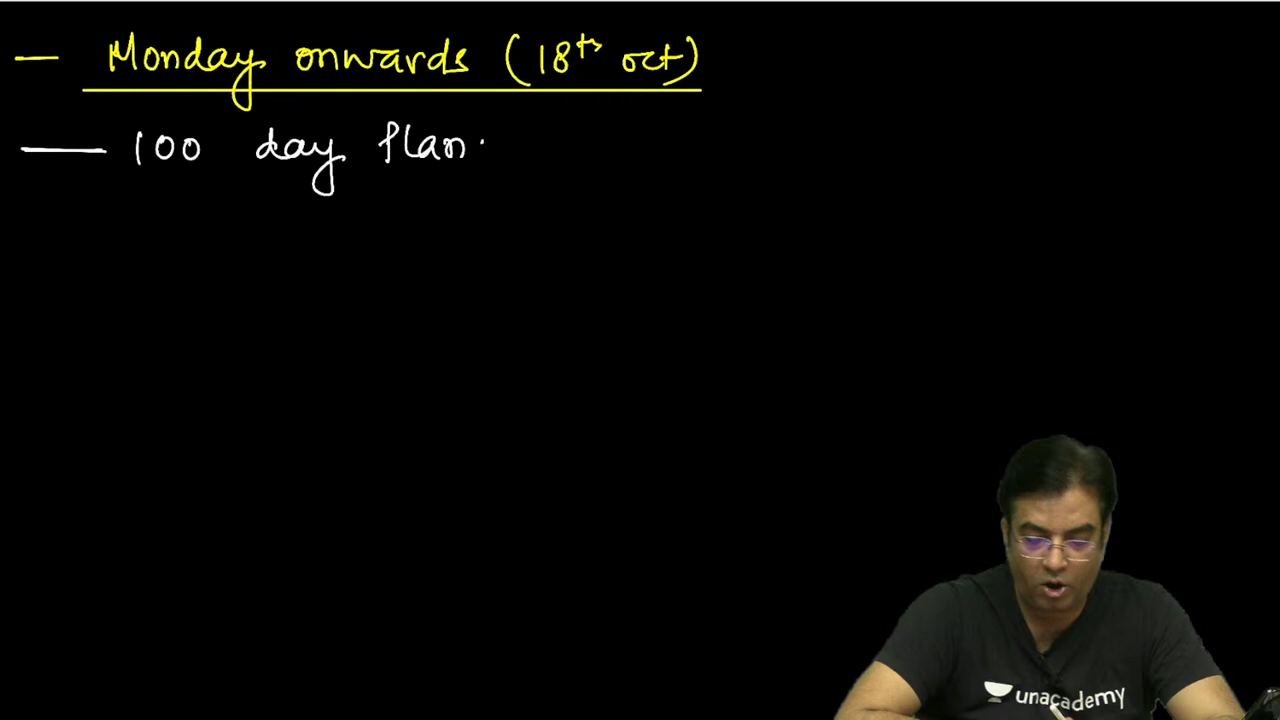 — Monday onwards (18th oct)
— 100 day Plan.
unacademy